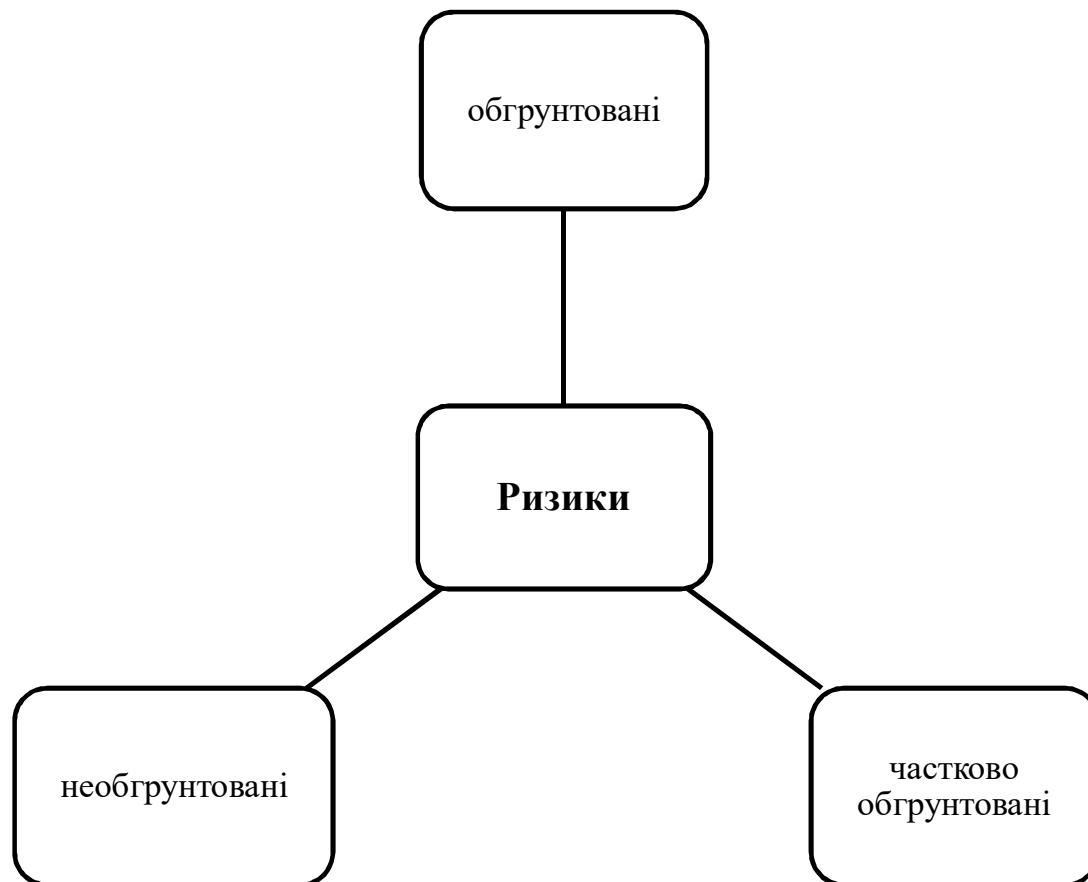 обгрунтовані
Ризики
необгрунтовані
частково
обгрунтовані